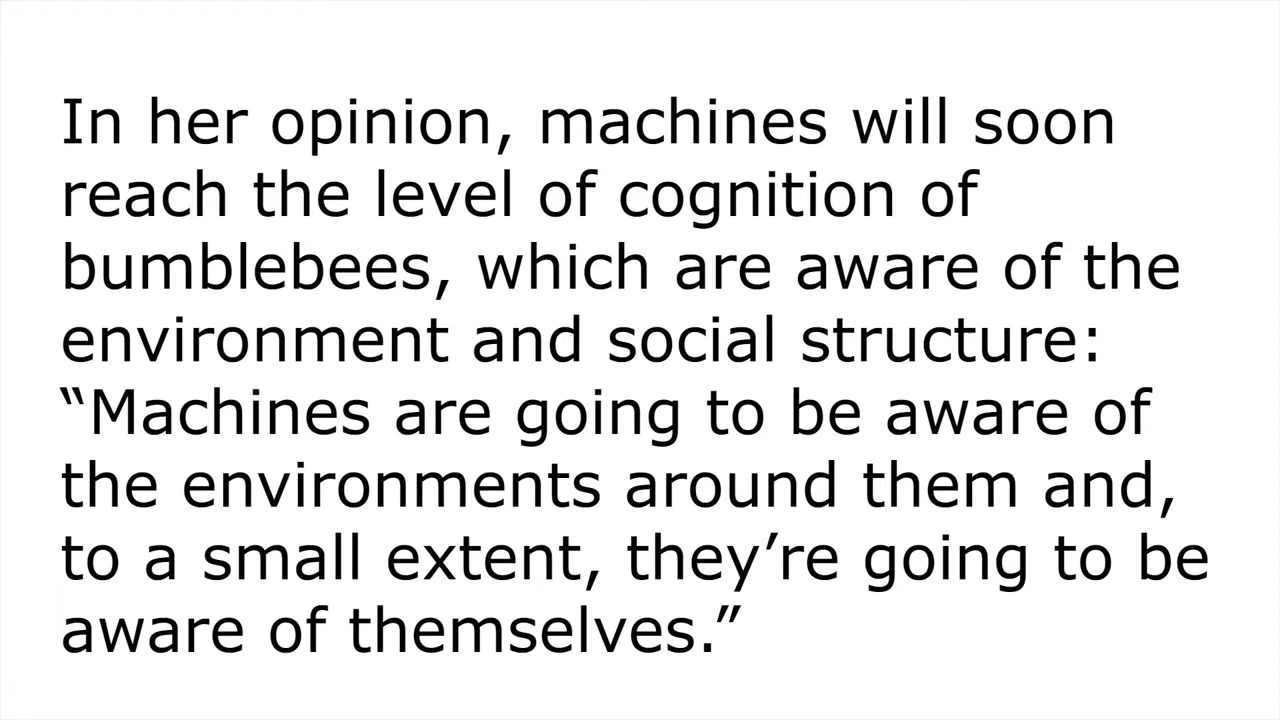 In her opinion, machines will soon
reach the level of cognition of
bumblebees, which are aware of the
environment and social structure:
“Machines are going to be aware of
the environments around them and,
to a small extent, they’re going to be
aware of themselves.”